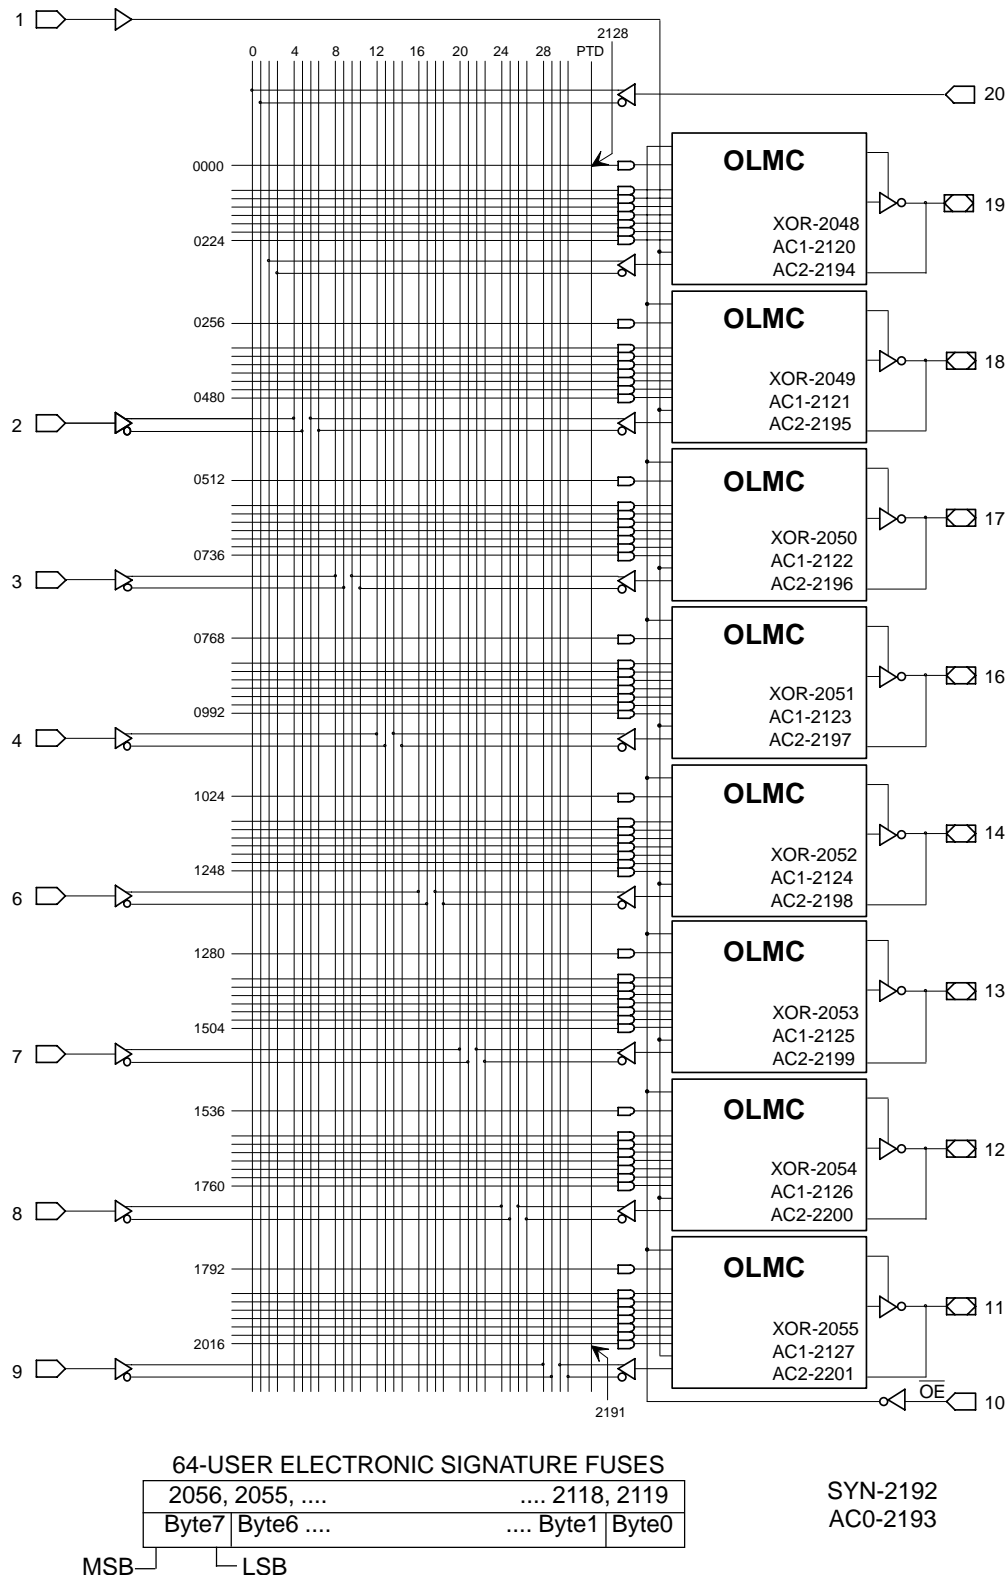 1
2128
0 4 8 12 16 20 24 28 PTD
20
0000
OLMC
19
XOR-2048
0224
AC1-2120
AC2-2194
0256
OLMC
18
XOR-2049
0480
AC1-2121
2
AC2-2195
0512
OLMC
17
XOR-2050
0736
AC1-2122
3
AC2-2196
0768
OLMC
16
XOR-2051
0992
AC1-2123
4
AC2-2197
1024
OLMC
14
XOR-2052
1248
AC1-2124
6
AC2-2198
1280
OLMC
13
XOR-2053
1504
AC1-2125
7
AC2-2199
1536
OLMC
12
XOR-2054
1760
AC1-2126
8
AC2-2200
1792
OLMC
11
XOR-2055
2016
AC1-2127
9
AC2-2201
OE
10
2191
64-USER ELECTRONIC SIGNATURE FUSES
2056, 2055, .... .... 2118, 2119
Byte7 Byte6 .... .... Byte1 Byte0
MSB LSB
SYN-2192
AC0-2193